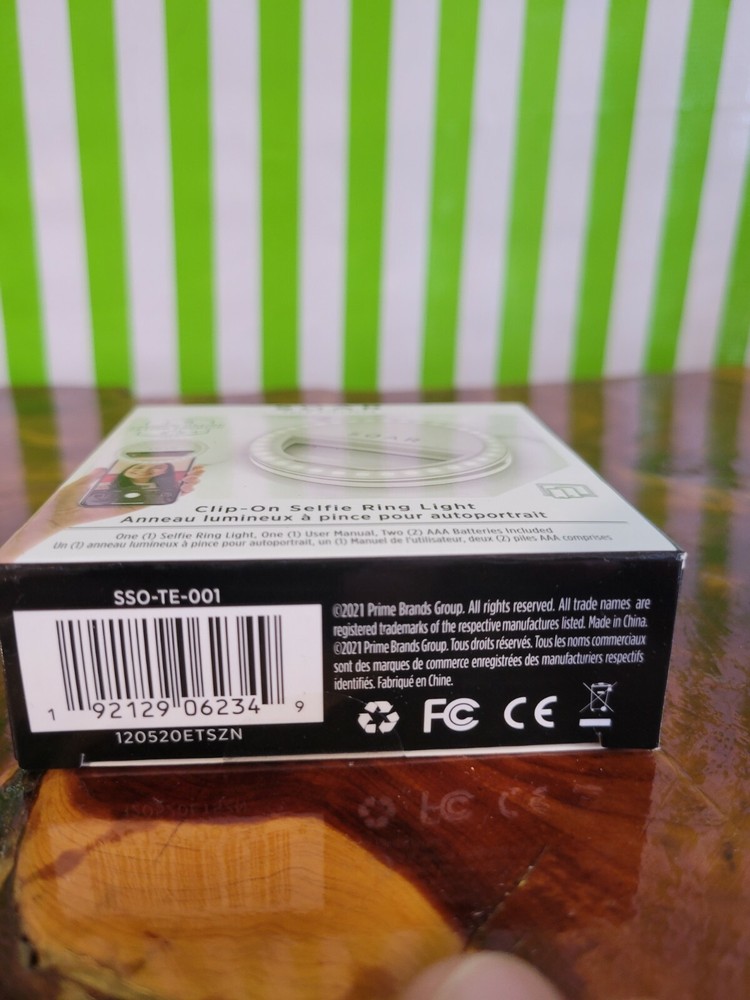 SOAR
SOAR
Clip-On Selfie Ring Light
Anneau lumineux à pince pour autoportrait
One (1) Selfie Ring Light, One (1) User Manual, Two (2) AAA Batteries Included
Un (1) anneau lumineux à pince pour autoportrait, un (1) Manuel de l'utilisateur, deux (2) piles AAA comprises
SSO-TE-001
1 92129 06234 9
120520ETSZN
©2021 Prime Brands Group. All rights reserved. All trade names are
registered trademarks of the respective manufactures listed. Made in China.
©2021 Prime Brands Group. Tous droits réservés. Tous les noms commerciaux
sont des marques de commerce enregistrées des manufacturiers respectifs
identifiés. Fabriqué en Chine.
FC CE